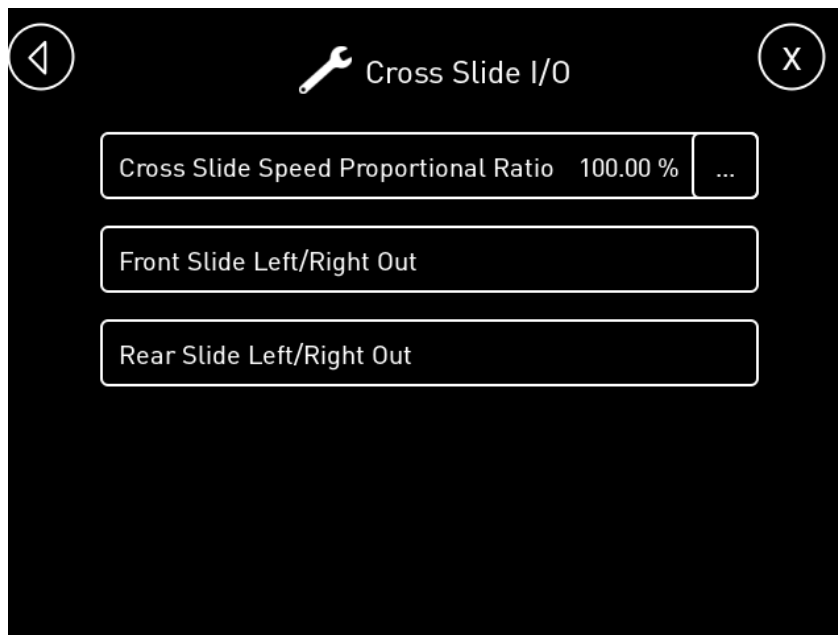 Cross Slide I/O
X
Cross Slide Speed Proportional Ratio 100.00 % ...
Front Slide Left/Right Out
Rear Slide Left/Right Out